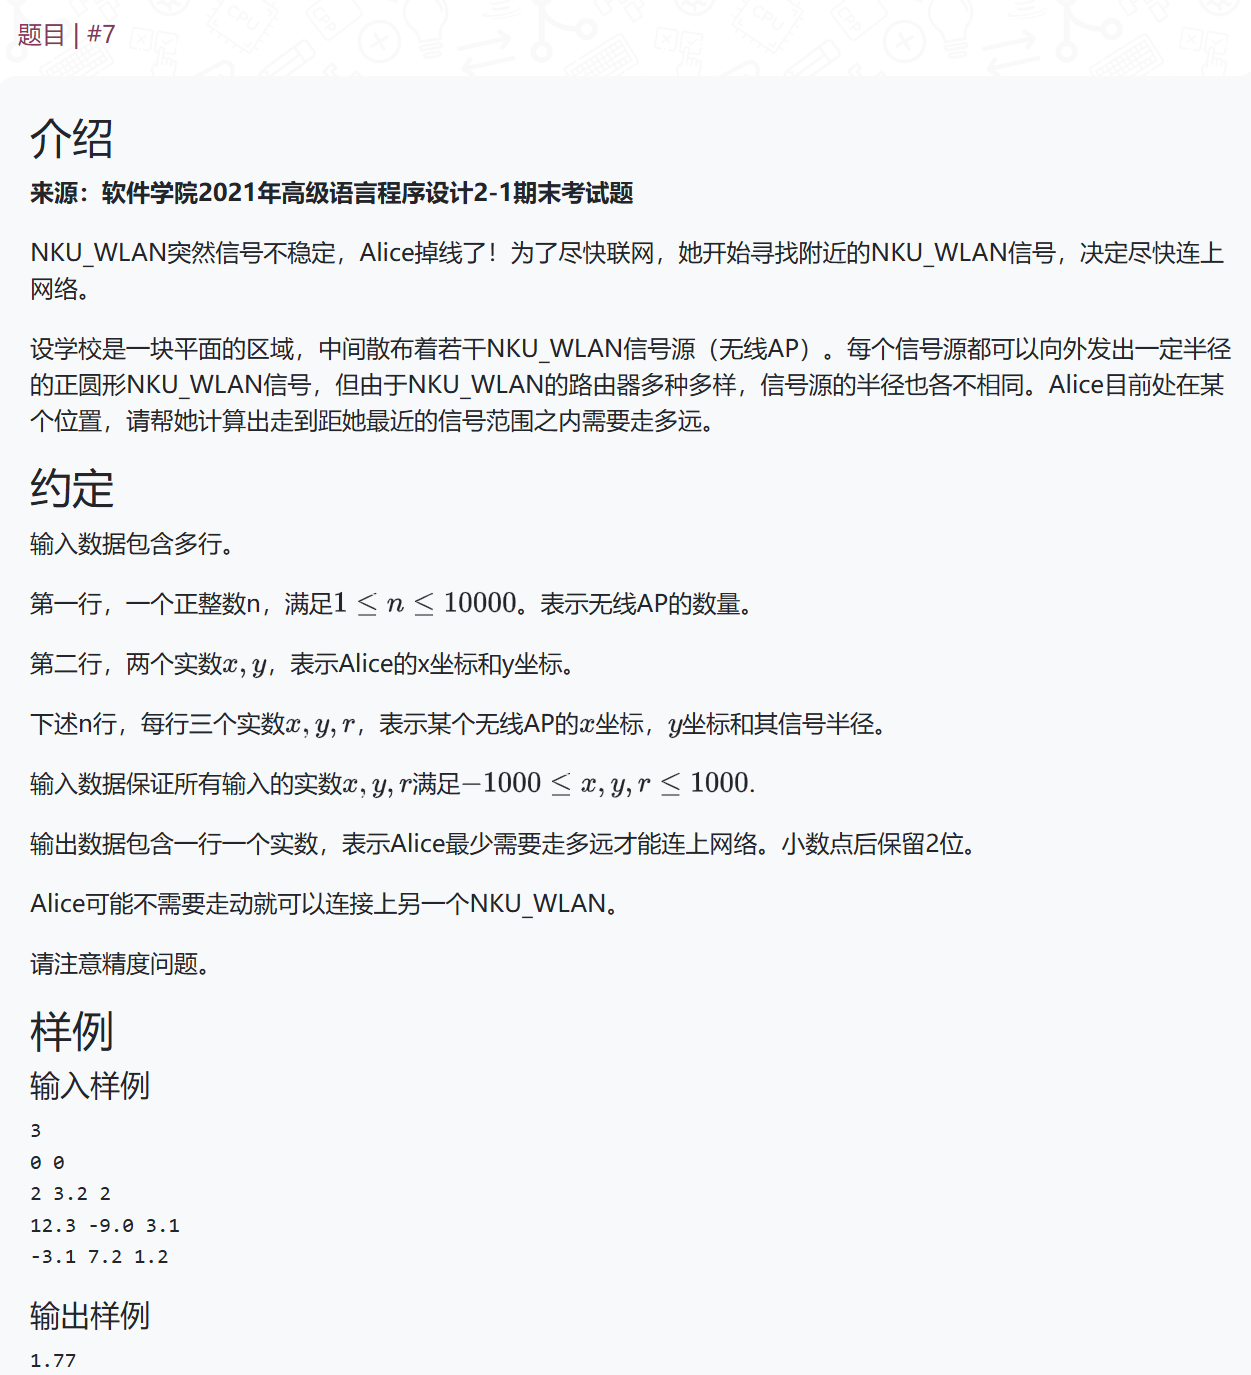 题目 | #7
介绍
来源：软件学院2021年高级语言程序设计2-1期末考试题
NKU_WLAN突然信号不稳定，Alice掉线了！为了尽快联网，她开始寻找附近的NKU_WLAN信号，决定尽快连上
网络。
设学校是一块平面的区域，中间散布着若干NKU_WLAN信号源（无线AP）。每个信号源都可以向外发出一定半径
的正圆形NKU_WLAN信号，但由于NKU_WLAN的路由器多种多样，信号源的半径也各不相同。Alice目前处在某
个位置，请帮她计算出走到距她最近的信号范围之内需要走多远。
约定
输入数据包含多行。
第一行，一个正整数n，满足1 ≤ n ≤ 10000。表示无线AP的数量。
第二行，两个实数x, y，表示Alice的x坐标和y坐标。
下述n行，每行三个实数x, y, r，表示某个无线AP的x坐标，y坐标和其信号半径。
输入数据保证所有输入的实数x, y, r满足−1000 ≤ x, y, r ≤ 1000.
输出数据包含一行一个实数，表示Alice最少需要走多远才能连上网络。小数点后保留2位。
Alice可能不需要走动就可以连接上另一个NKU_WLAN。
请注意精度问题。
样例
输入样例
3
0 0
2 3.2 2
12.3 -9.0 3.1
-3.1 7.2 1.2
输出样例
1.77